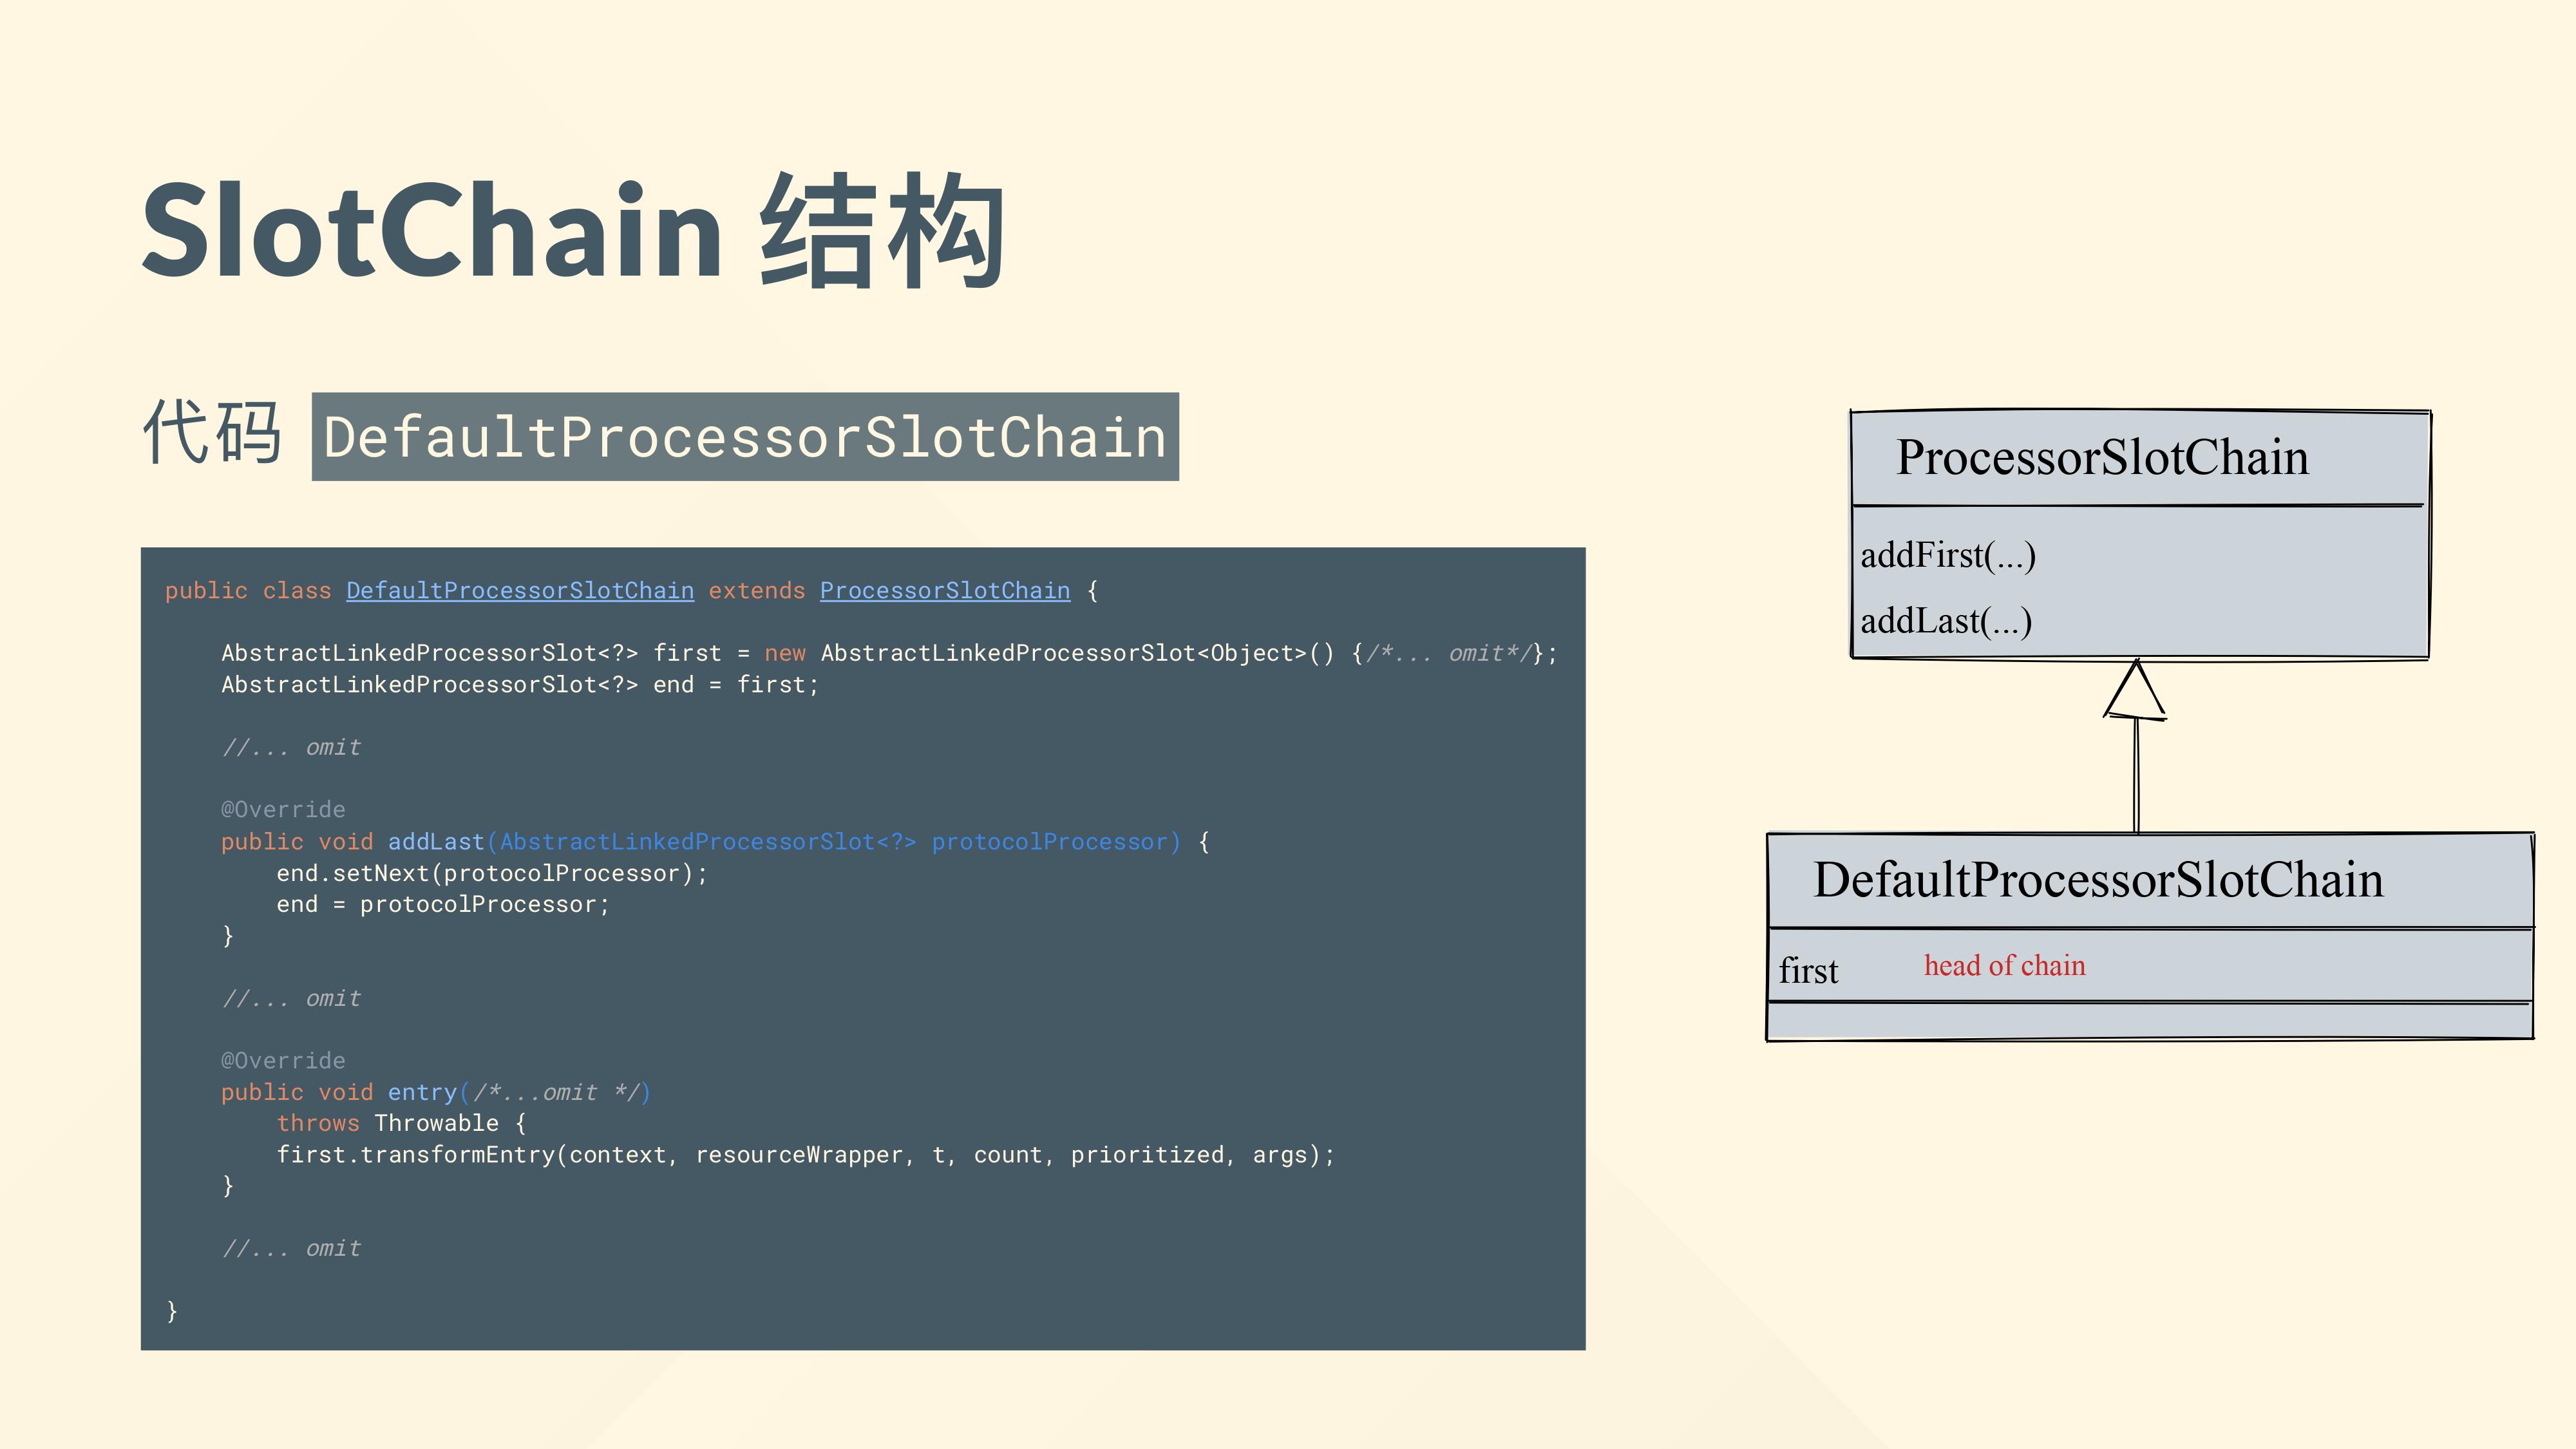 SlotChain 结构
代码 DefaultProcessorSlotChain
public class DefaultProcessorSlotChain extends ProcessorSlotChain {
AbstractLinkedProcessorSlot<?> first = new AbstractLinkedProcessorSlot<Object>() {/*... omit*/};
AbstractLinkedProcessorSlot<?> end = first;
//... omit
@Override
public void addLast(AbstractLinkedProcessorSlot<?> protocolProcessor) {
end.setNext(protocolProcessor);
end = protocolProcessor;
}
//... omit
@Override
public void entry(/*...omit */)
throws Throwable {
first.transformEntry(context, resourceWrapper, t, count, prioritized, args);
}
//... omit
}
ProcessorSlotChain
addFirst(...)
addLast(...)
DefaultProcessorSlotChain
first head of chain